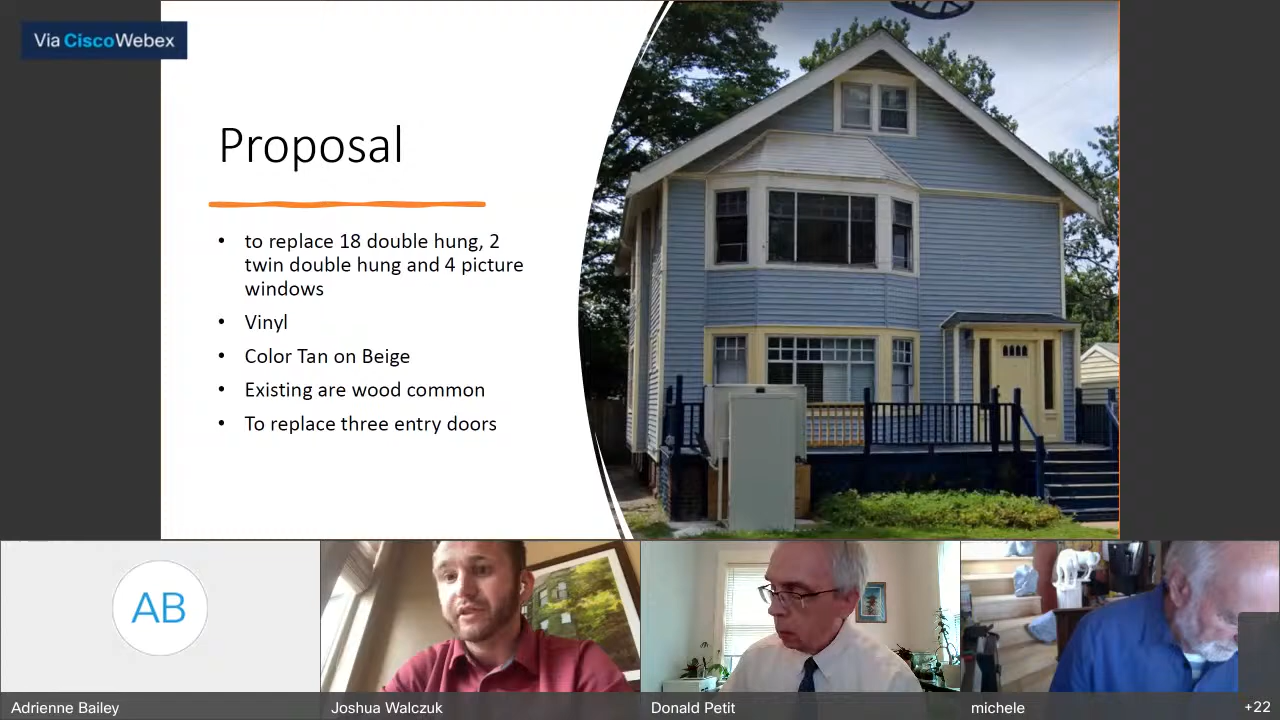 Via Cisco Webex
Proposal
• to replace 18 double hung, 2
twin double hung and 4 picture
windows
• Vinyl
• Color Tan on Beige
• Existing are wood common
• To replace three entry doors
AB
Adrienne Bailey
Joshua Walczuk
Donald Petit
michele
+22